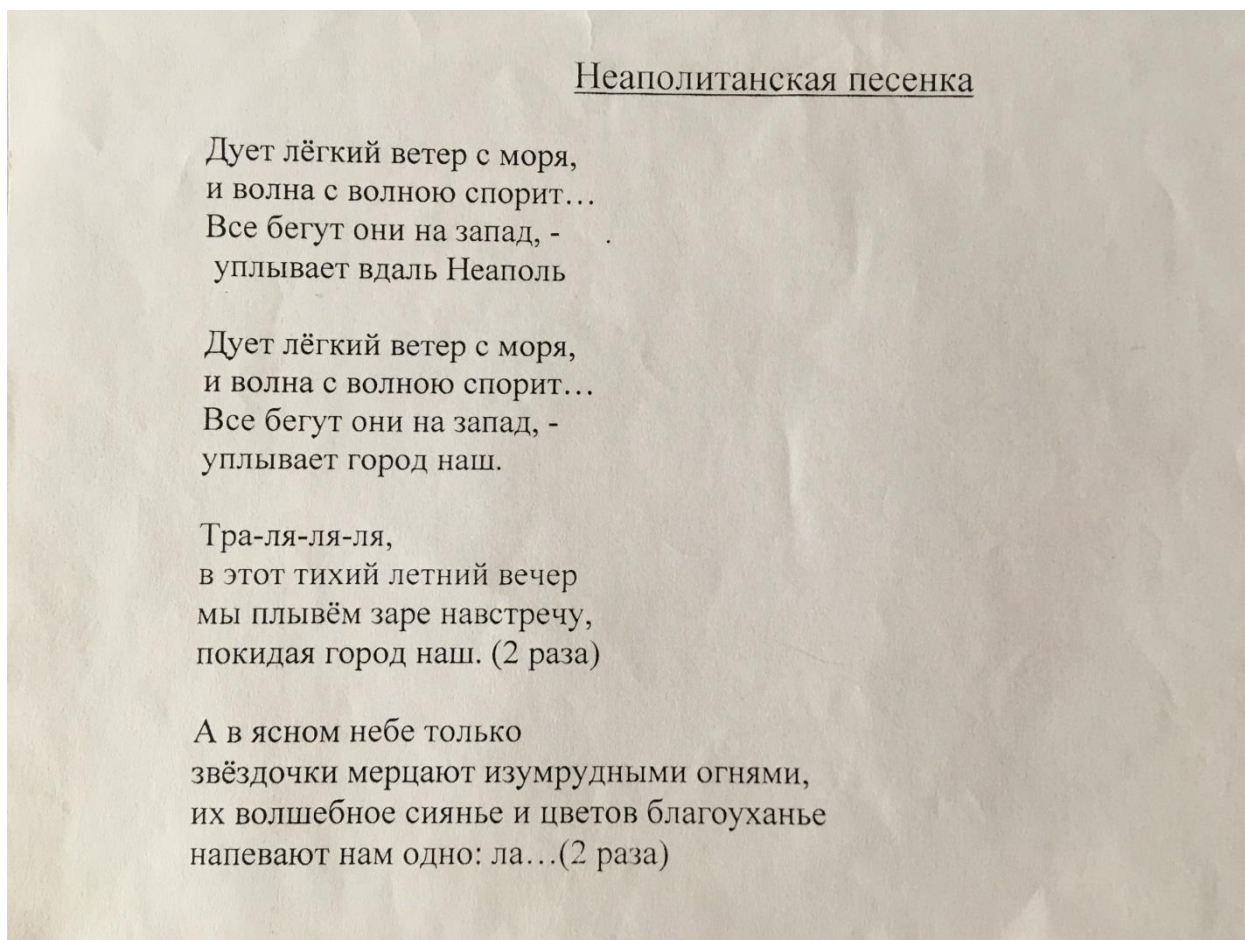 Неаполитанская песенка
Дует лёгкий ветер с моря,
и волна с волною спорит…
Все бегут они на запад, -
уплывает вдаль Неаполь
Дует лёгкий ветер с моря,
и волна с волною спорит…
Все бегут они на запад, -
уплывает город наш.
Тра-ля-ля-ля,
в этот тихий летний вечер
мы плывём заре навстречу,
покидая город наш. (2 раза)
А в ясном небе только
звёздочки мерцают изумрудными огнями,
их волшебное сиянье и цветов благоуханье
напевают нам одно: ла…(2 раза)